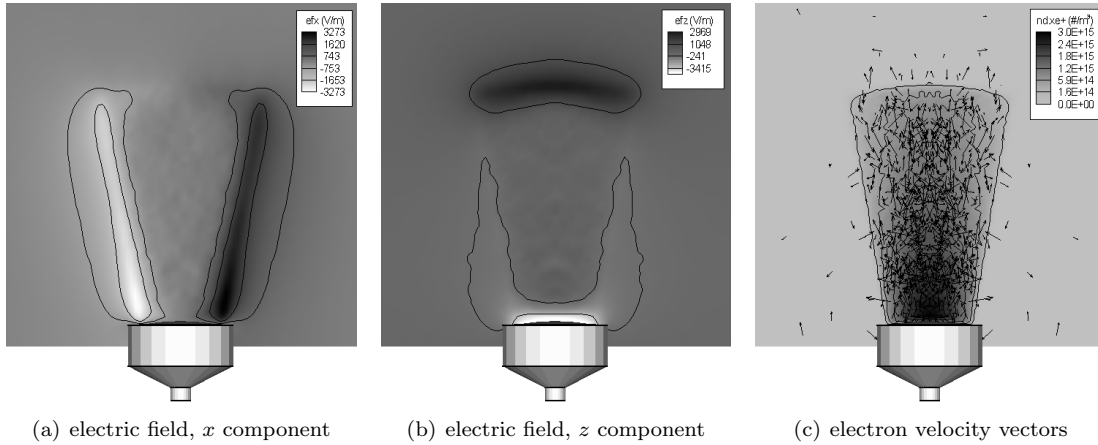 efx (V/m)
3273
1620
743
-753
-1653
-3273
efz (V/m)
2969
1048
-241
-3415
nd.xe+ (#/m³)
3.0E+15
2.4E+15
1.8E+15
1.2E+15
5.9E+14
1.6E+14
0.0E+00
(a) electric field, x component
(b) electric field, z component
(c) electron velocity vectors